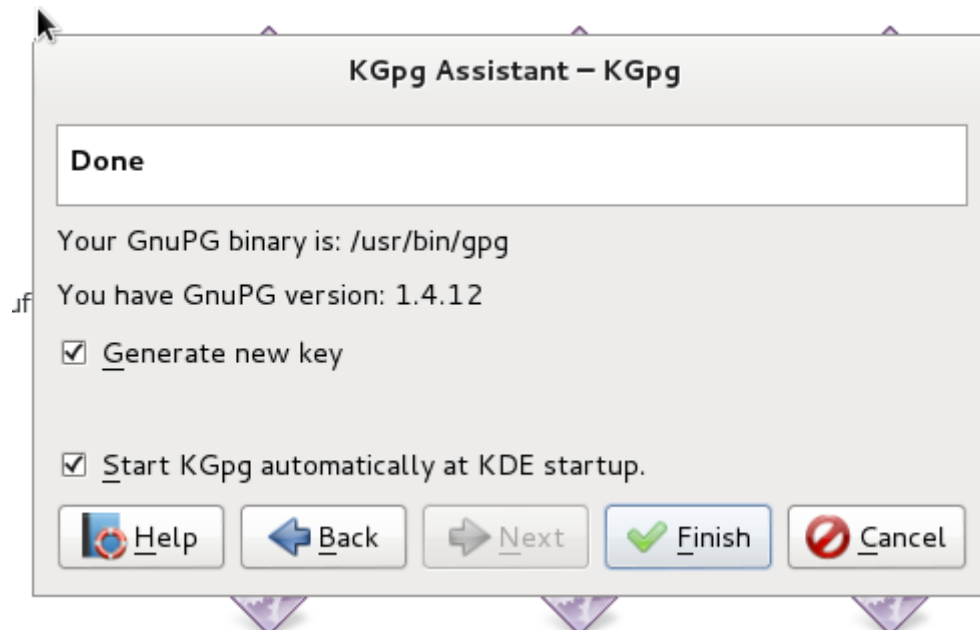 KGpg Assistant – KGpg
Done
Your GnuPG binary is: /usr/bin/gpg
You have GnuPG version: 1.4.12
uf
Generate new key
Start KGpg automatically at KDE startup.
Help
Back
Next
Finish
Cancel